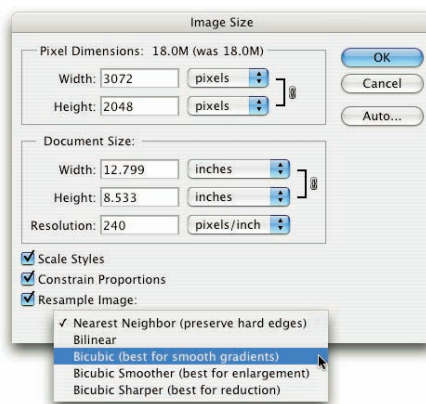 Image Size
Pixel Dimensions: 18.0M (was 18.0M)
Width: 3072 pixels
Height: 2048 pixels
OK
Cancel
Auto...
Document Size:
Width: 12.799 inches
Height: 8.533 inches
Resolution: 240 pixels/inch
Scale Styles
Constrain Proportions
Resample Image:
✓ Nearest Neighbor (preserve hard edges)
Bilinear
Bicubic (best for smooth gradients)
Bicubic Smoother (best for enlargement)
Bicubic Sharper (best for reduction)